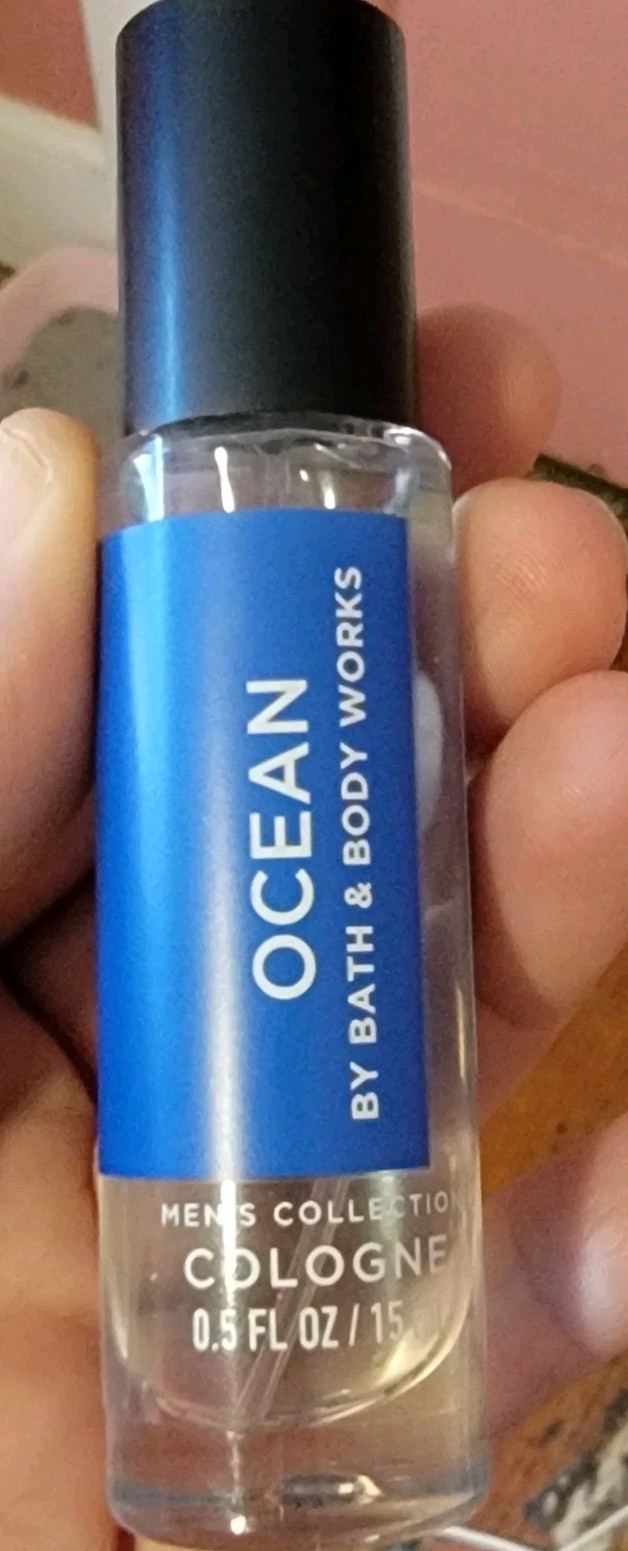 OCEAN
BY BATH & BODY WORKS
MEN'S COLLECTION
COLOGNE
0.5 FL OZ / 15